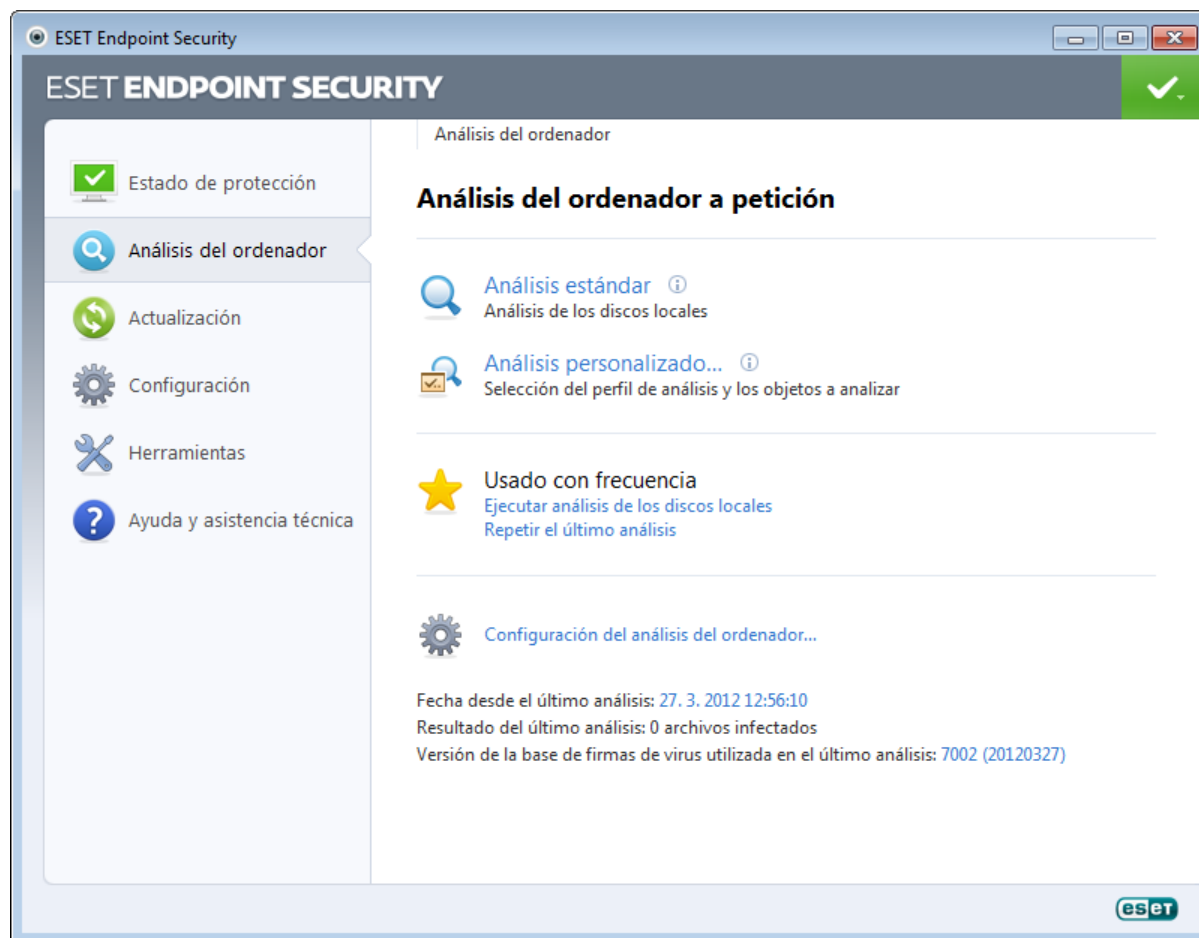 ESET Endpoint Security
ESET ENDPOINT SECURITY
Estado de protección
Análisis del ordenador
Actualización
Configuración
Herramientas
Ayuda y asistencia técnica
Análisis del ordenador
Análisis del ordenador a petición
Análisis estándar
Análisis de los discos locales
Análisis personalizado...
Selección del perfil de análisis y los objetos a analizar
Usado con frecuencia
Ejecutar análisis de los discos locales
Repetir el último análisis
Configuración del análisis del ordenador...
Fecha desde el último análisis: 27. 3. 2012 12:56:10
Resultado del último análisis: 0 archivos infectados
Versión de la base de firmas de virus utilizada en el último análisis: 7002 (20120327)
eset